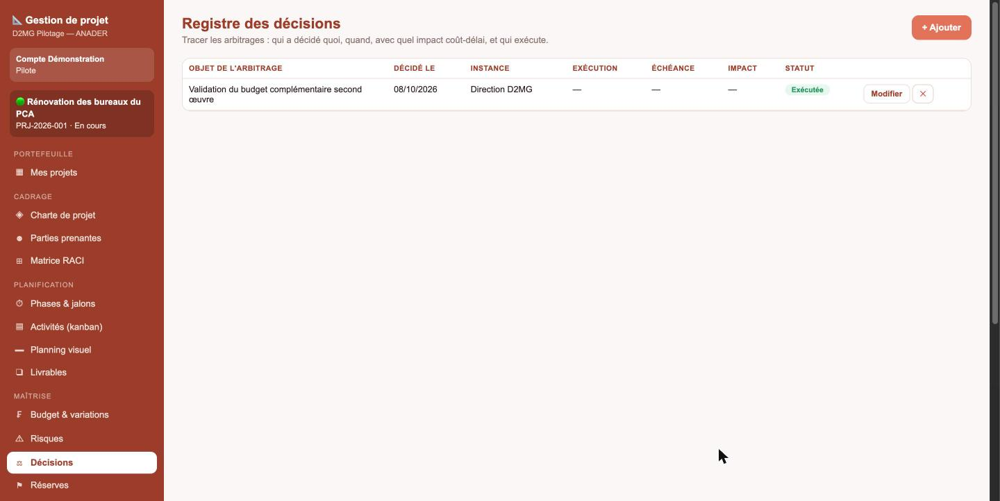 Gestion de projet
D2MG Pilotage — ANADER
Compte Démonstration
Pilote
Rénovation des bureaux du
PCA
PRJ-2026-001 · En cours
PORTEFEUILLE
Mes projets
CADRAGE
Charte de projet
Parties prenantes
Matrice RACI
PLANIFICATION
Phases & jalons
Activités (kanban)
Planning visuel
Livrables
MAÎTRISE
₣ Budget & variations
Risques
Décisions
Réserves
Registre des décisions
Tracer les arbitrages : qui a décidé quoi, quand, avec quel impact coût-délai, et qui exécute.
+ Ajouter
OBJET DE L'ARBITRAGE DÉCIDÉ LE INSTANCE EXÉCUTION ÉCHÉANCE IMPACT STATUT
Validation du budget complémentaire second 08/10/2026 Direction D2MG — — — Exécutée Modifier ✕
œuvre